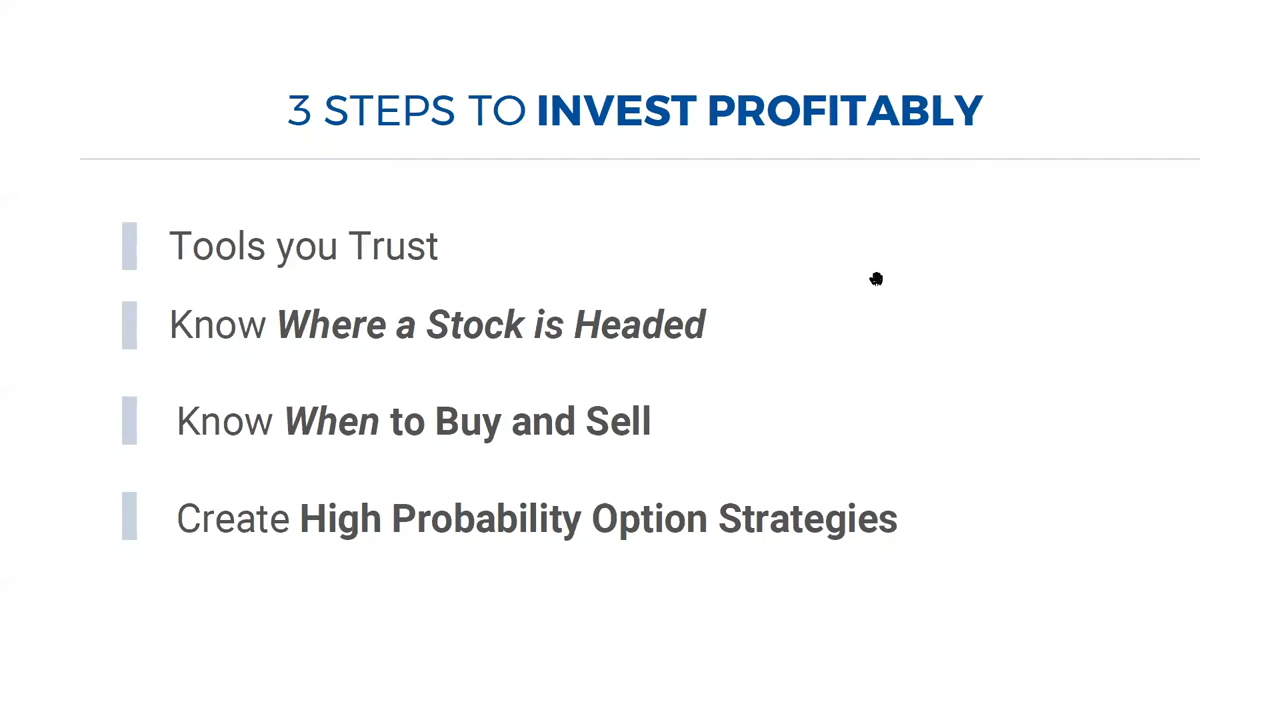 3 STEPS TO INVEST PROFITABLY
Tools you Trust
Know Where a Stock is Headed
Know When to Buy and Sell
Create High Probability Option Strategies